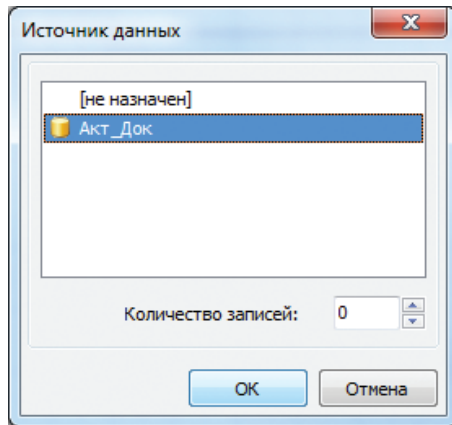 Источник данных
[не назначен]
Акт_Док
Количество записей: 0
ОК Отмена